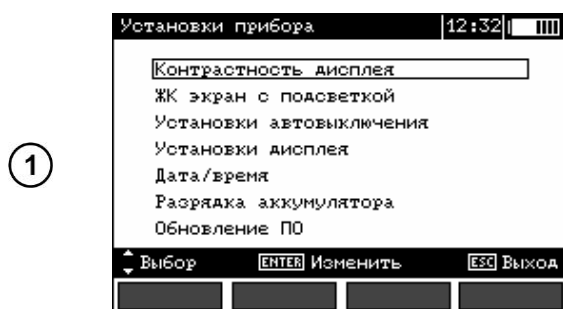 Установки прибора 12:32
Контрастность дисплея
ЖК экран с подсветкой
Установки автовыключения
Установки дисплея
1
Дата/время
Разрядка аккумулятора
Обновление ПО
Выбор ENTER Изменить ESC Выход